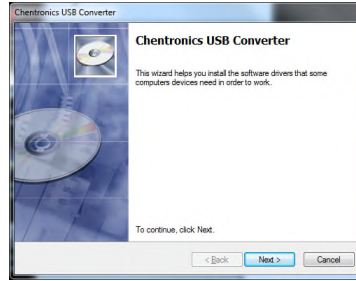 Chentronics USB Converter
Chentronics USB Converter
This wizard helps you install the software drivers that some
computers devices need in order to work.
To continue, click Next.
< Back
Next >
Cancel